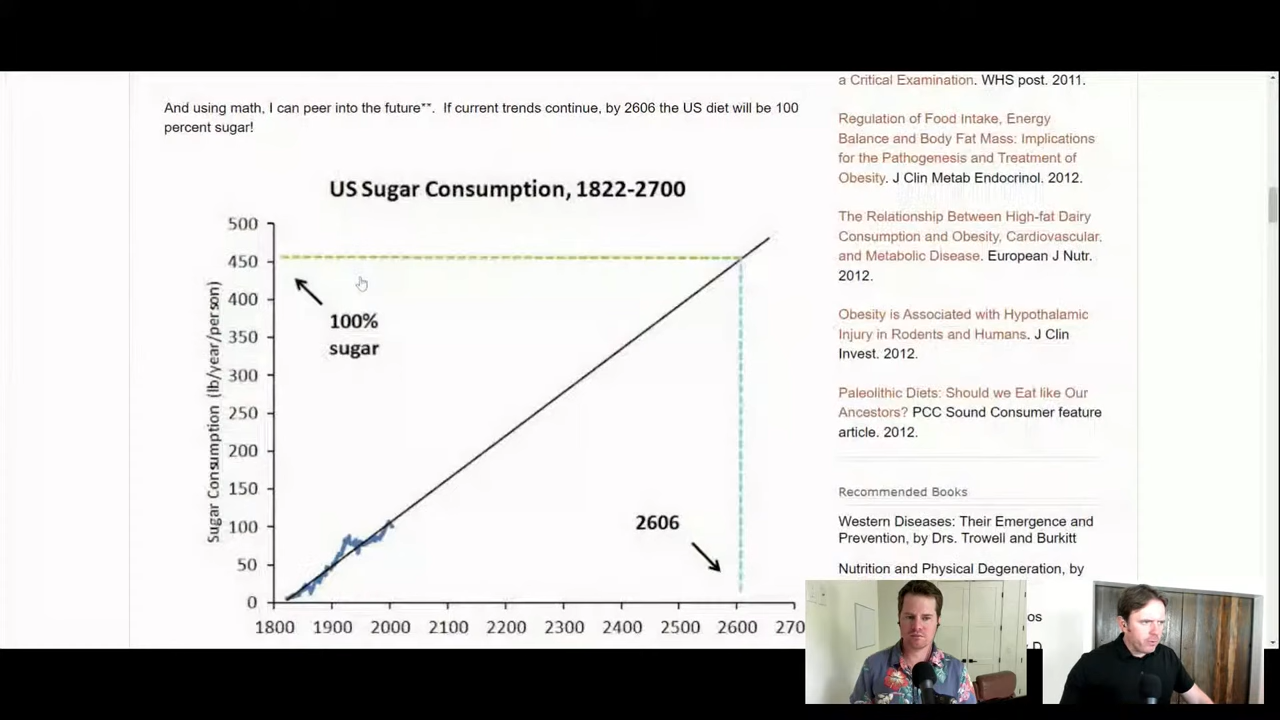 And using math, I can peer into the future**. If current trends continue, by 2606 the US diet will be 100
percent sugar!
US Sugar Consumption, 1822-2700
Sugar Consumption (lb/year/person)
500
450
400
350
300
250
200
150
100
50
0
100%
sugar
2606
1800 1900 2000 2100 2200 2300 2400 2500 2600 270
a Critical Examination. WHS post. 2011.
Regulation of Food Intake, Energy
Balance and Body Fat Mass: Implications
for the Pathogenesis and Treatment of
Obesity. J Clin Metab Endocrinol. 2012.
The Relationship Between High-fat Dairy
Consumption and Obesity, Cardiovascular,
and Metabolic Disease. European J Nutr.
2012.
Obesity is Associated with Hypothalamic
Injury in Rodents and Humans. J Clin
Invest. 2012.
Paleolithic Diets: Should we Eat like Our
Ancestors? PCC Sound Consumer feature
article. 2012.
Recommended Books
Western Diseases: Their Emergence and
Prevention, by Drs. Trowell and Burkitt
Nutrition and Physical Degeneration, by